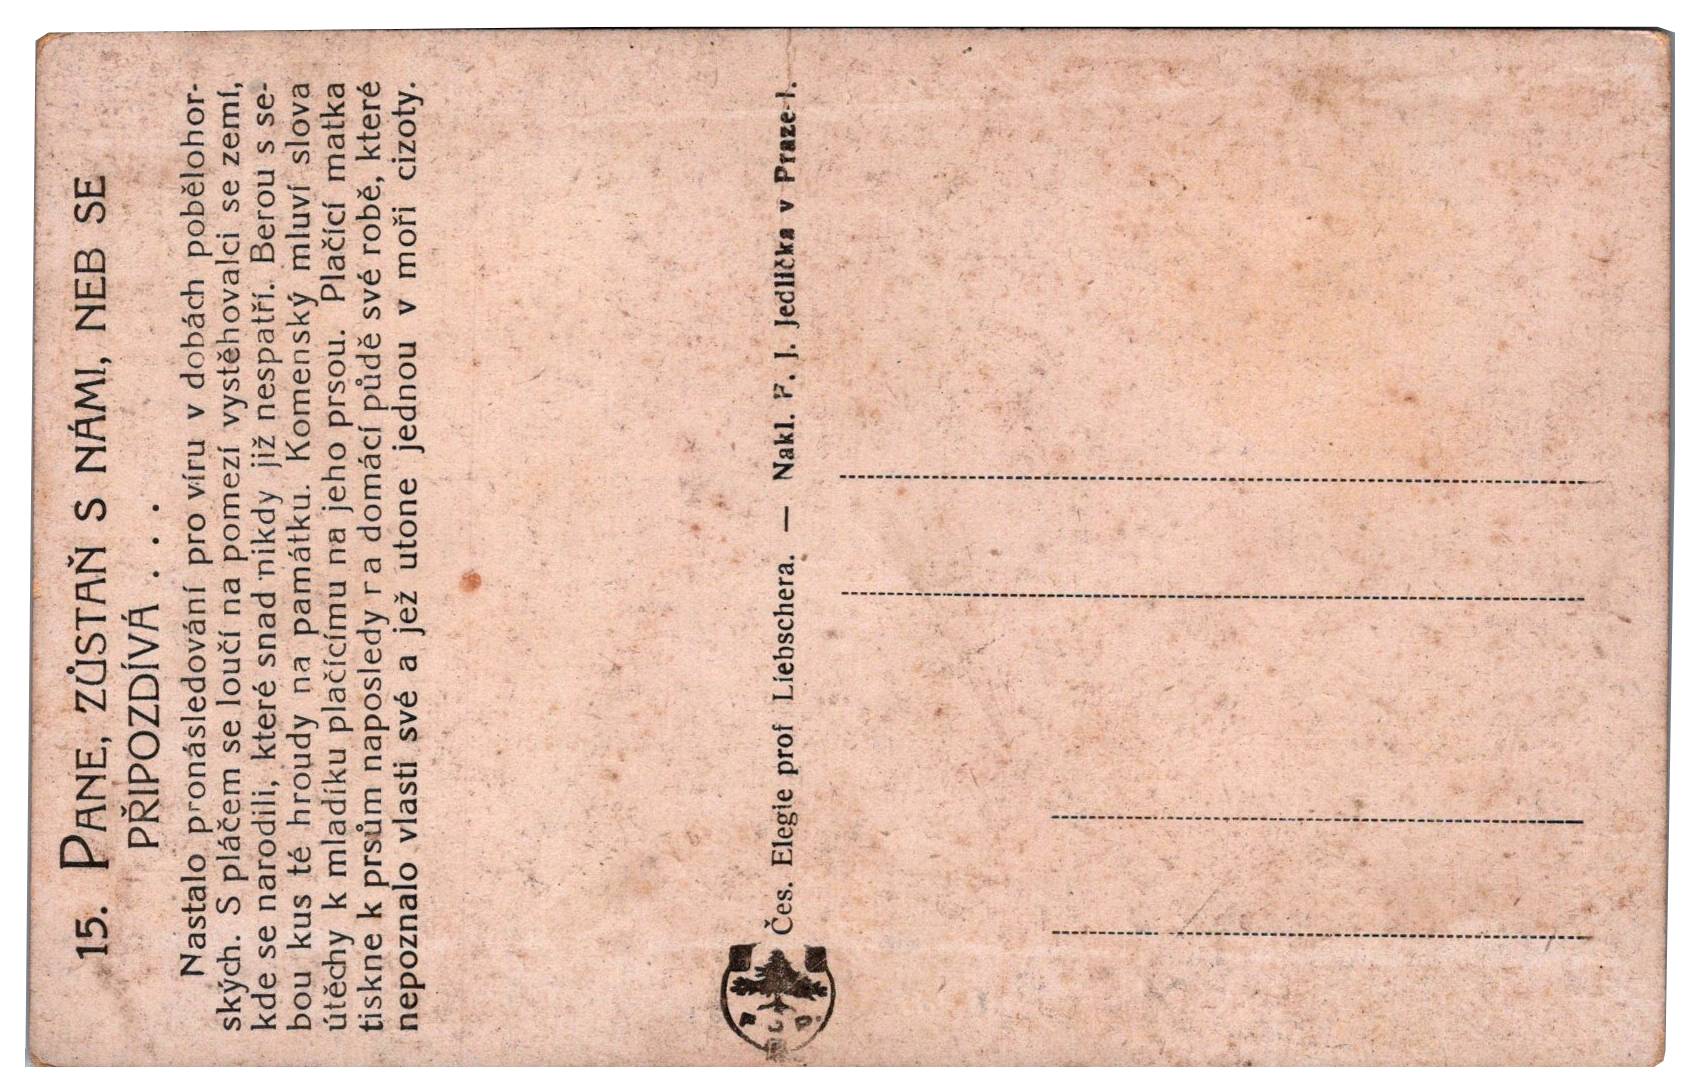 15. PANE, ZŮSTAŇ S NÁMI, NEB SE
PŘIPOZDÍVÁ . . .
Nastalo pronásledování pro víru v dobách pobělohor-
ských. S pláčem se loučí na pomezí vystěhovalci se zemí,
kde se narodili, které snad nikdy již nespatří. Berou s se-
bou kus té hroudy na památku. Komenský mluví slova
útěchy k mladíku plačícímu na jeho prsou. Plačící matka
tiskne k prsům naposledy na domácí půdě své robě, které
nepoznalo vlasti své a jež utone jednou v moři cizoty.
Čes. Elegie prof Liebschera. — Nakl. F. J. Jedlička v Praze-I.